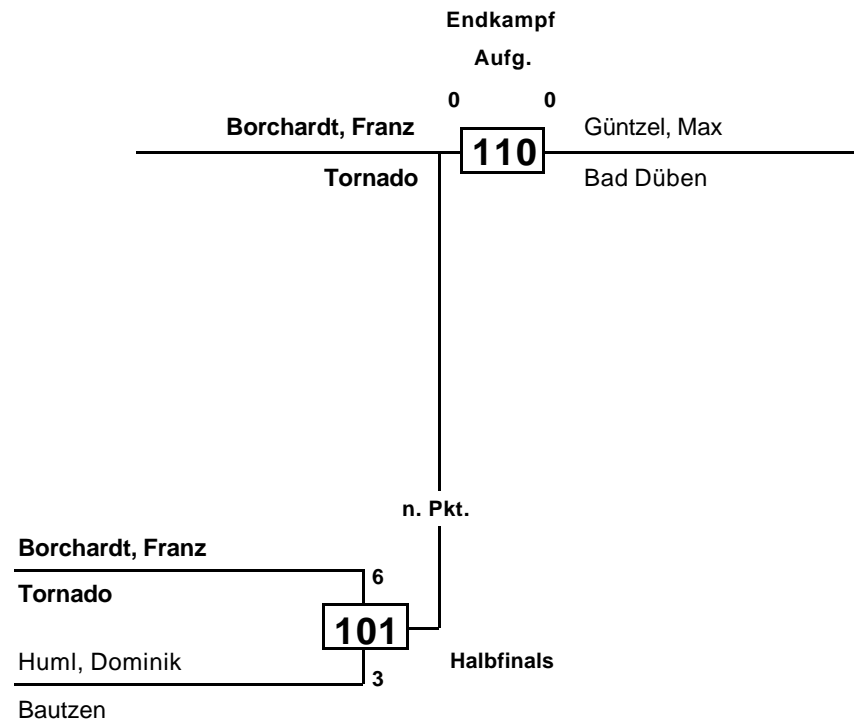 Endkampf
Aufg.
0 0
Borchardt, Franz
110
Güntzel, Max
Tornado
Bad Düben
n. Pkt.
Borchardt, Franz
6
Tornado
101
Huml, Dominik
Halbfinals
3
Bautzen